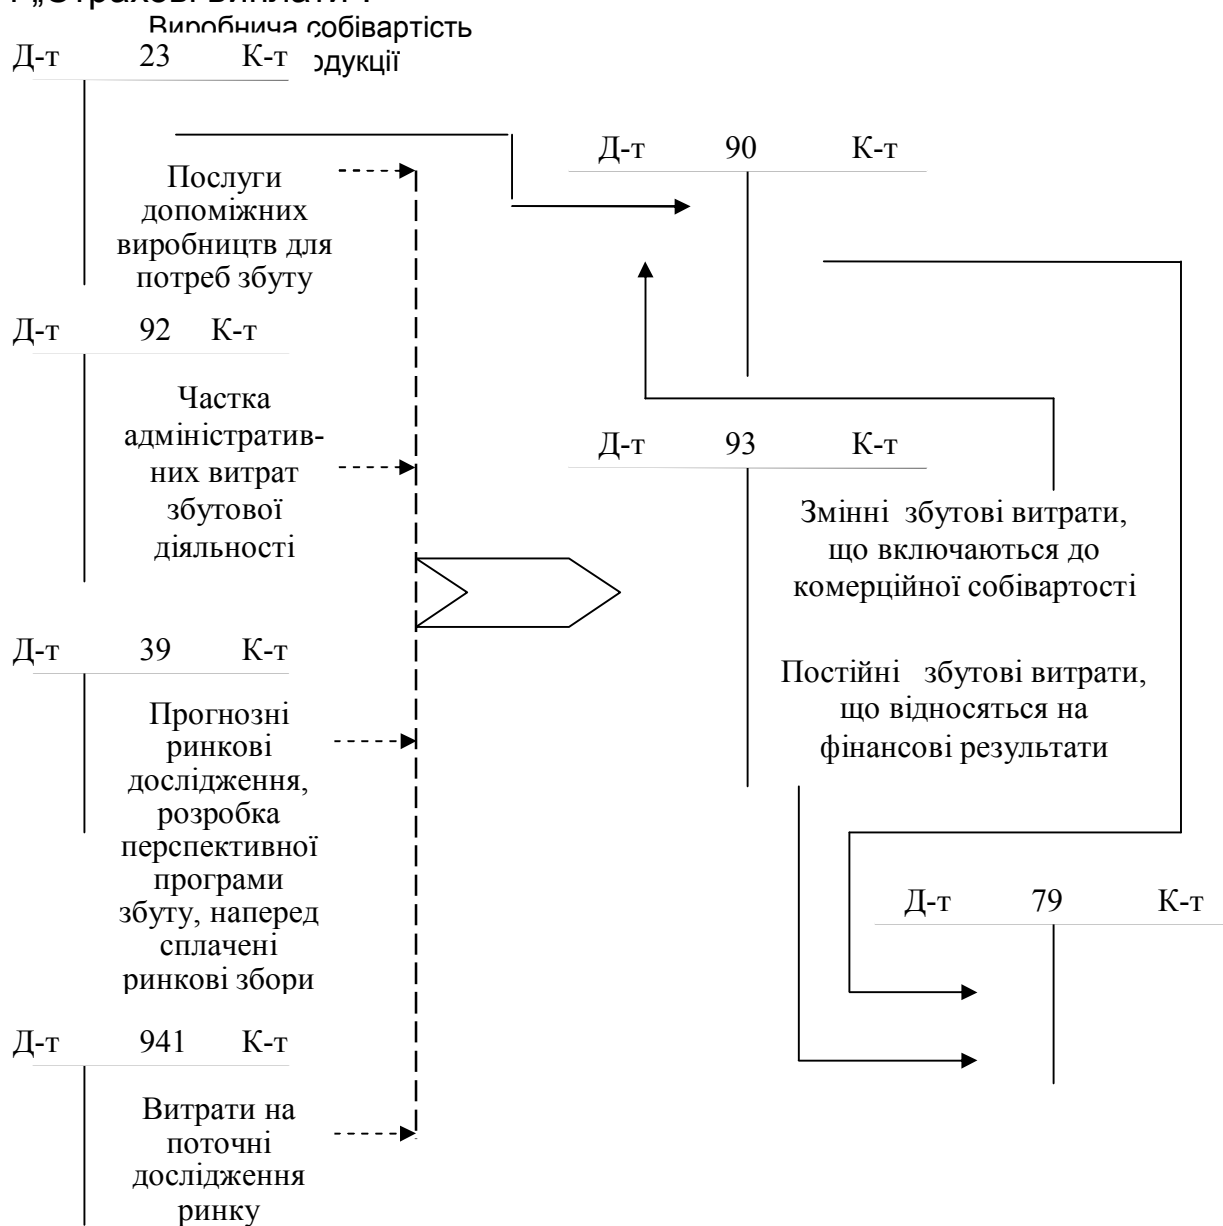 „Страхові виплати".
Виробнича собівартість
Д-т 23 К-т
Послуги
допоміжних
виробництв для
потреб збуту
Д-т 92 К-т
Частка
адміністратив-
них витрат
збутової
діяльності
Д-т 39 К-т
Прогнозні
ринкові
дослідження,
розробка
перспективної
програми
збуту, наперед
сплачені
ринкові збори
Д-т 941 К-т
Витрати на
поточні
дослідження
ринку
Д-т 90 К-т
Д-т 93 К-т
Змінні збутові витрати,
що включаються до
комерційної собівартості
Постійні збутові витрати,
що відносяться на
фінансові результати
Д-т 79 К-т